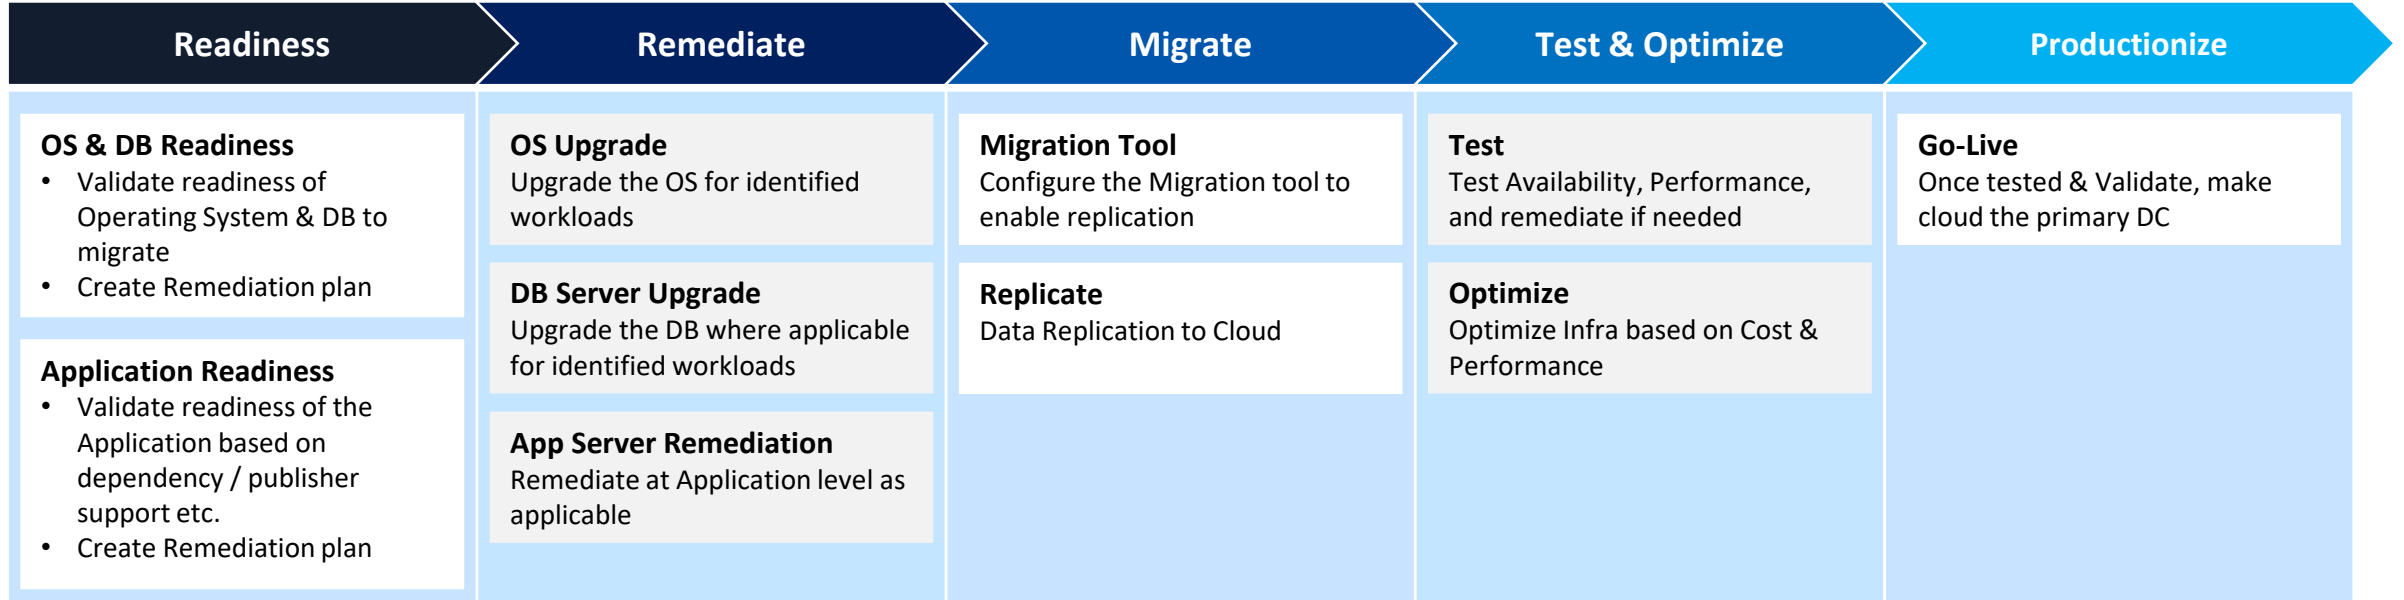 Readiness
Remediate
Migrate
Test & Optimize
Productionize
OS & DB Readiness
• Validate readiness of
Operating System & DB to
migrate
• Create Remediation plan
Application Readiness
• Validate readiness of the
Application based on
dependency / publisher
support etc.
• Create Remediation plan
OS Upgrade
Upgrade the OS for identified
workloads
DB Server Upgrade
Upgrade the DB where applicable
for identified workloads
App Server Remediation
Remediate at Application level as
applicable
Migration Tool
Configure the Migration tool to
enable replication
Replicate
Data Replication to Cloud
Test
Test Availability, Performance,
and remediate if needed
Optimize
Optimize Infra based on Cost &
Performance
Go-Live
Once tested & Validate, make
cloud the primary DC